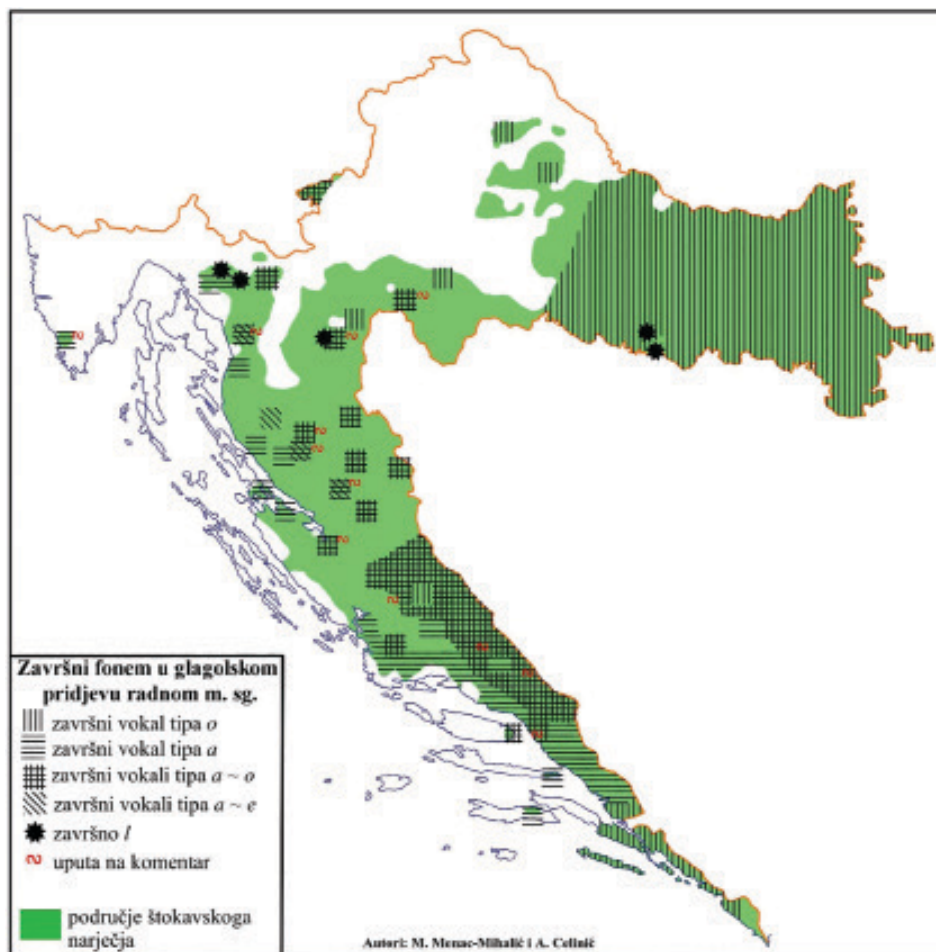 Završni fonem u glagolskom
pridjevu radnom m. sg.
završni vokal tipa o
završni vokal tipa a
završni vokali tipa a ~ o
završni vokali tipa a ~ e
završno l
uputa na komentar
područje štokavskoga
narječja
Autori: M. Menac-Mihalić i A. Celinić